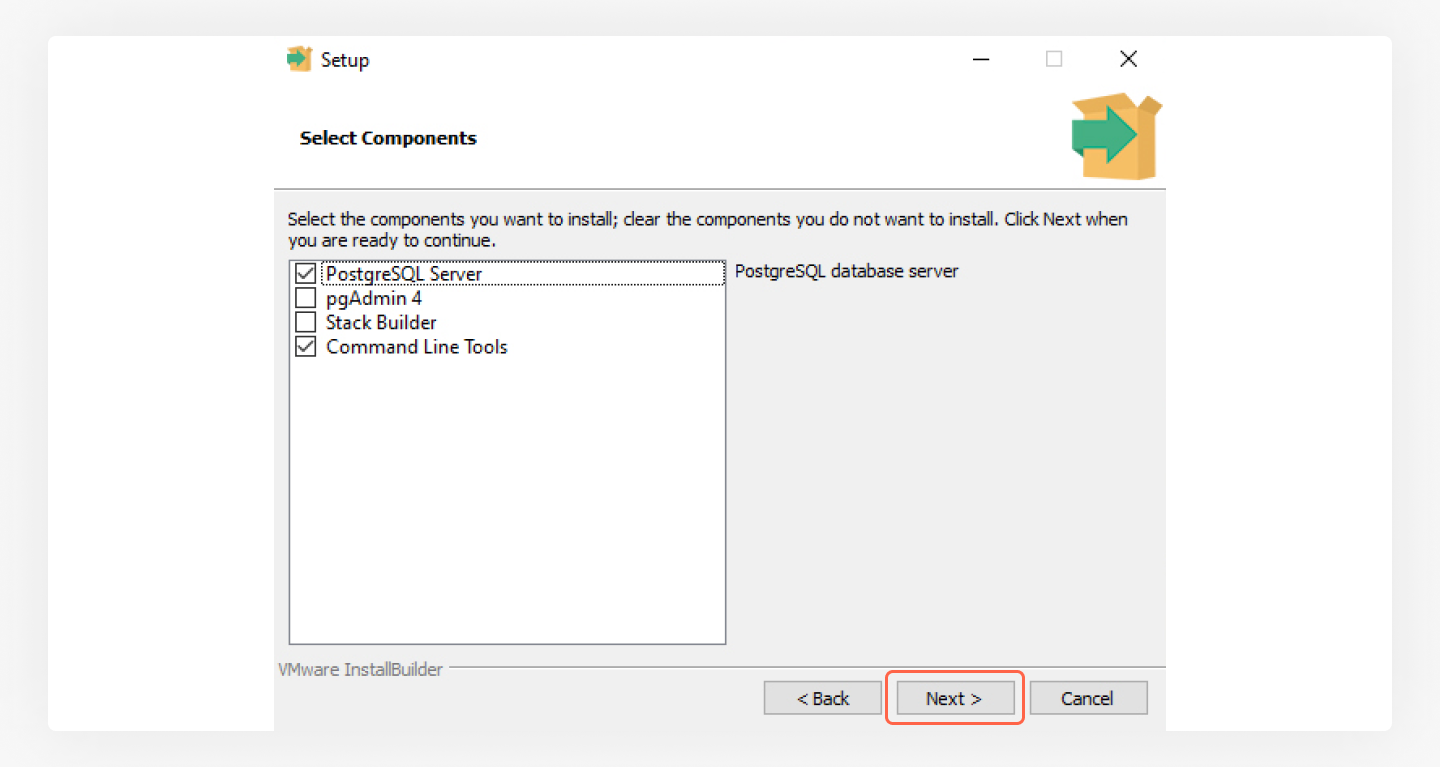 Setup
Select Components
Select the components you want to install; clear the components you do not want to install. Click Next when
you are ready to continue.
PostgreSQL Server
PostgreSQL database server
pgAdmin 4
Stack Builder
Command Line Tools
VMware InstallBuilder
< Back
Next >
Cancel